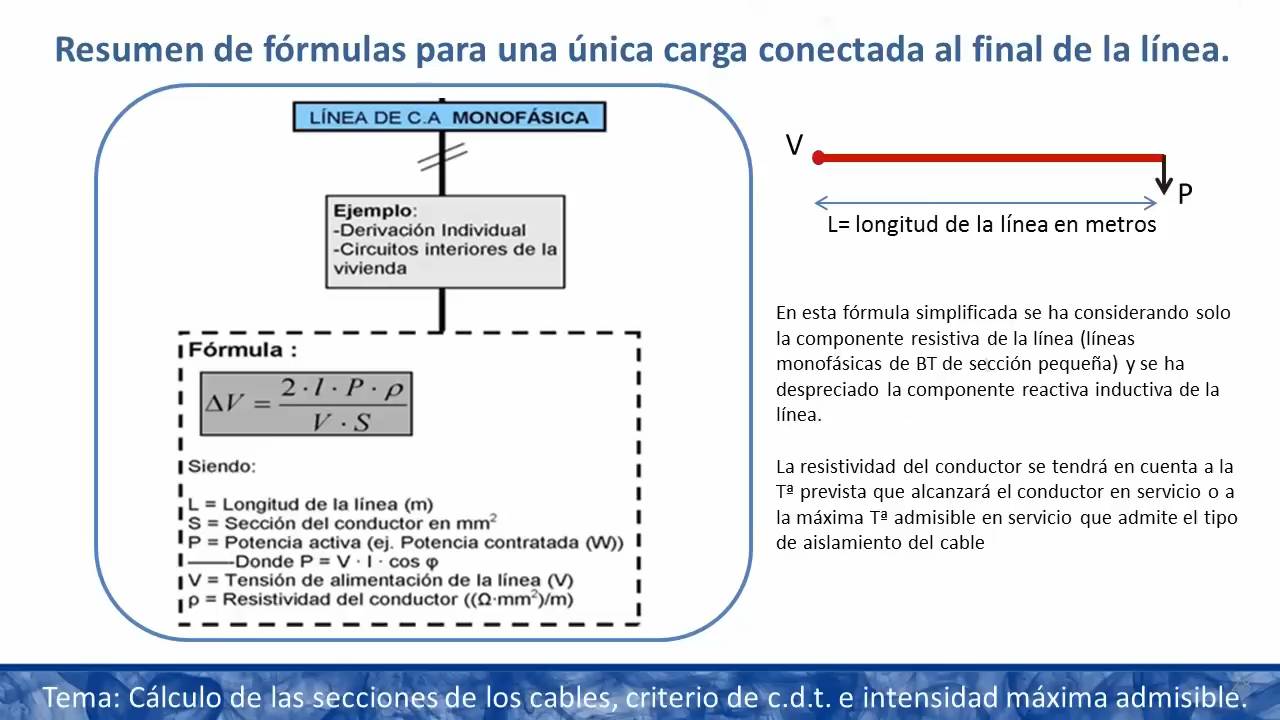 Resumen de fórmulas para una única carga conectada al final de la línea.
LÍNEA DE C.A MONOFÁSICA
Ejemplo:
-Derivación Individual
-Circuitos interiores de la
vivienda
Fórmula :
ΔV = 2 · l · P · ρ / V · S
Siendo:
L = Longitud de la línea (m)
S = Sección del conductor en mm²
P = Potencia activa (ej. Potencia contratada (W))
——Donde P = V · I · cos φ
V = Tensión de alimentación de la línea (V)
ρ = Resistividad del conductor ((Ω·mm²)/m)
V
P
L= longitud de la línea en metros
En esta fórmula simplificada se ha considerando solo
la componente resistiva de la línea (líneas
monofásicas de BT de sección pequeña) y se ha
despreciado la componente reactiva inductiva de la
línea.
La resistividad del conductor se tendrá en cuenta a la
Tª prevista que alcanzará el conductor en servicio o a
la máxima Tª admisible en servicio que admite el tipo
de aislamiento del cable
Tema: Cálculo de las secciones de los cables, criterio de c.d.t. e intensidad máxima admisible.